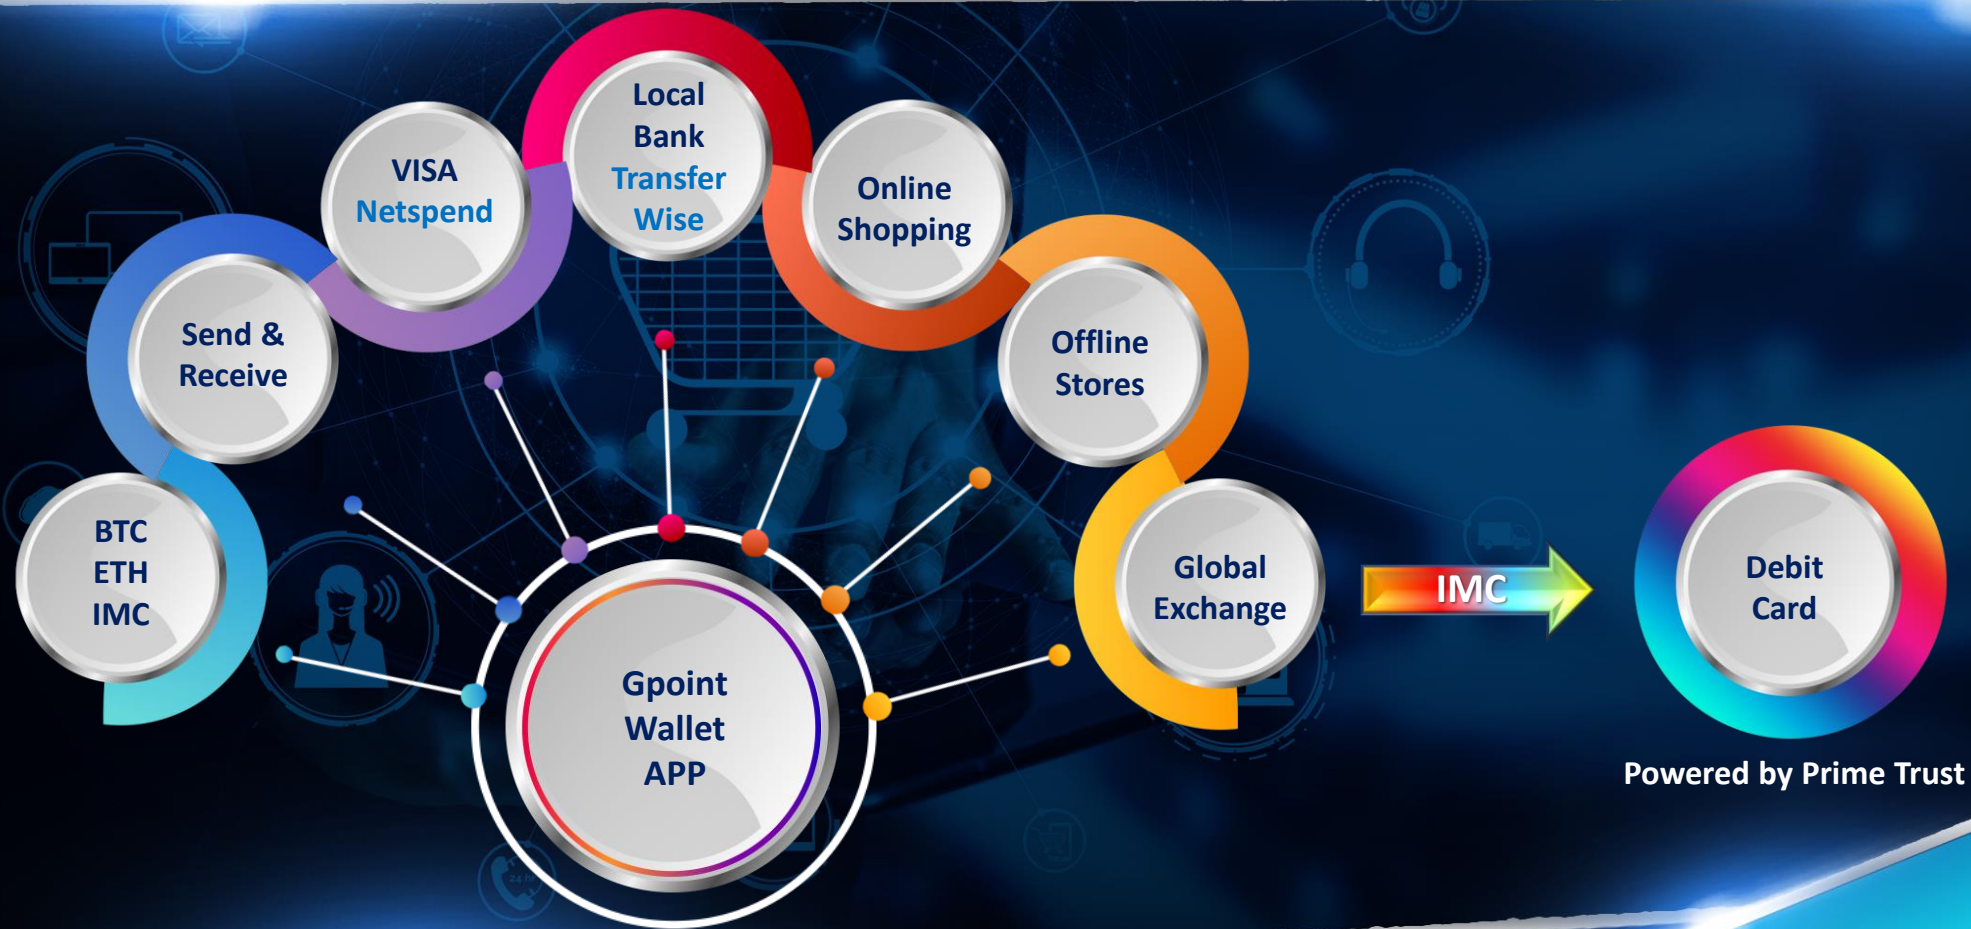 BTC
ETH
IMC
Send &
Receive
VISA
Netspend
Local
Bank
Transfer
Wise
Online
Shopping
Offline
Stores
Global
Exchange
IMC
Debit
Card
Powered by Prime Trust
Gpoint
Wallet
APP